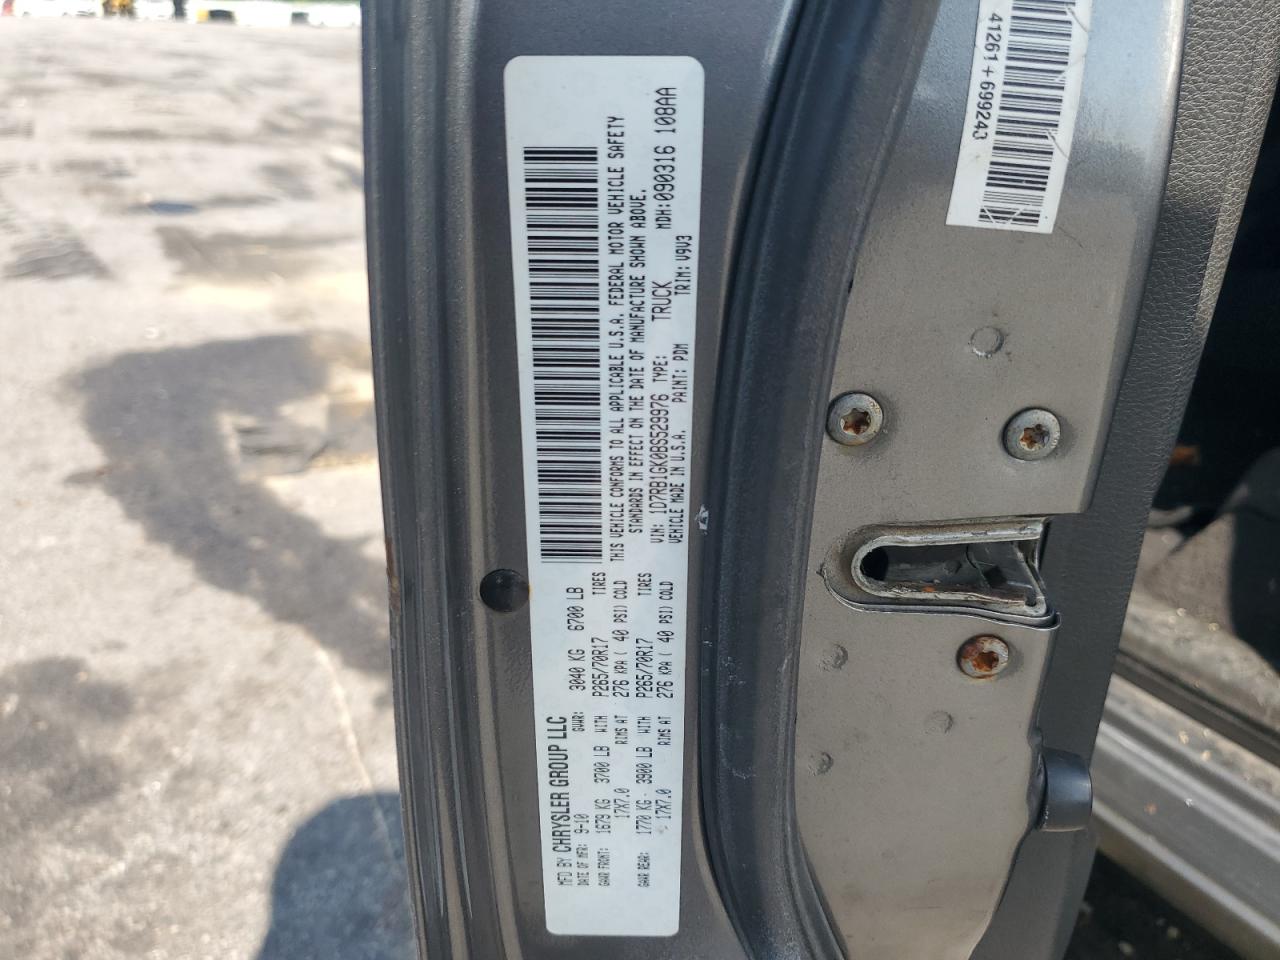 MFD BY CHRYSLER GROUP LLC
DATE OF MFR: 9-10 GVWR: 3040 KG 6700 LB
GAWR FRONT: 1679 KG 3700 LB WITH P265/70R17 TIRES
17X7.0 RIMS AT 276 KPA ( 40 PSI) COLD
GAWR REAR: 1770 KG 3900 LB WITH P265/70R17 TIRES
17X7.0 RIMS AT 276 KPA ( 40 PSI) COLD
THIS VEHICLE CONFORMS TO ALL APPLICABLE U.S.A. FEDERAL MOTOR VEHICLE SAFETY
STANDARDS IN EFFECT ON THE DATE OF MANUFACTURE SHOWN ABOVE.
VIN: 1D7RB1GK0BS529976 TYPE: TRUCK MDH:090316 108AA
VEHICLE MADE IN U.S.A. PAINT: PDM TRIM: V9V3
41261+699243